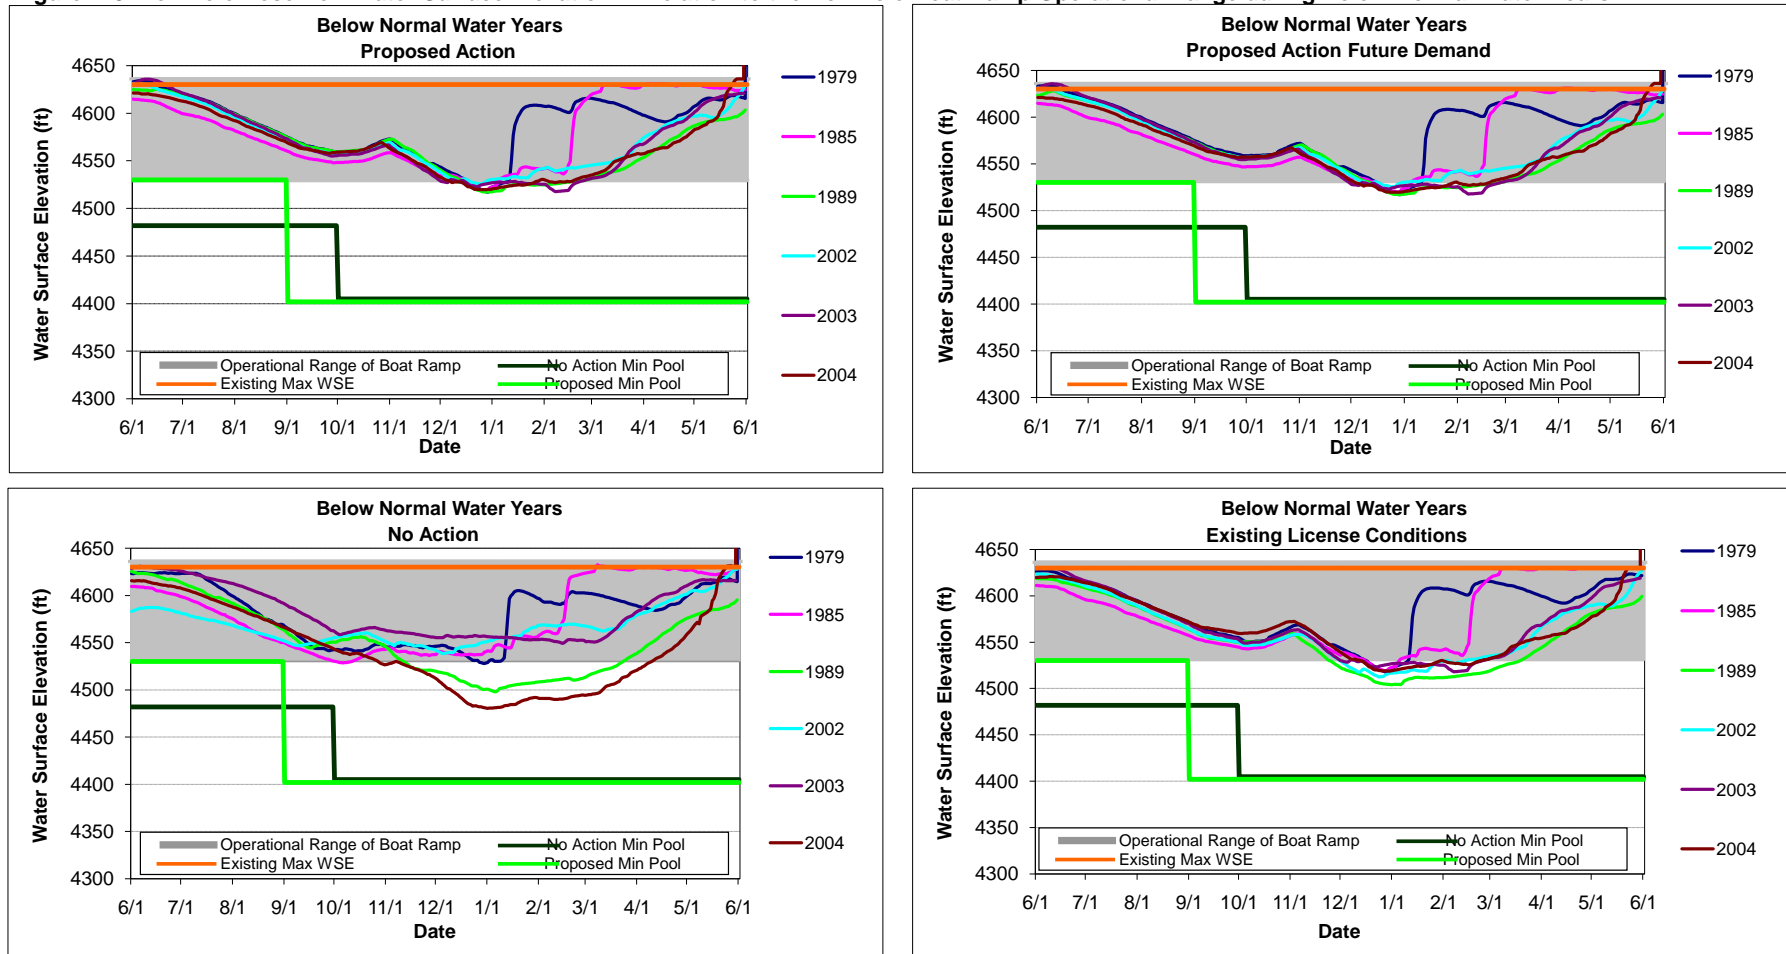 Below Normal Water Years
Proposed Action
Water Surface Elevation (ft)
4650
4600
4550
4500
4450
4400
4350
4300
6/1 7/1 8/1 9/1 10/1 11/1 12/1 1/1 2/1 3/1 4/1 5/1 6/1
Date
Operational Range of Boat Ramp
No Action Min Pool
Existing Max WSE
Proposed Min Pool
1979
1985
1989
2002
2003
2004
Below Normal Water Years
Proposed Action Future Demand
Water Surface Elevation (ft)
4650
4600
4550
4500
4450
4400
4350
4300
6/1 7/1 8/1 9/1 10/1 11/1 12/1 1/1 2/1 3/1 4/1 5/1 6/1
Date
Operational Range of Boat Ramp
No Action Min Pool
Existing Max WSE
Proposed Min Pool
1979
1985
1989
2002
2003
2004
Below Normal Water Years
No Action
Water Surface Elevation (ft)
4650
4600
4550
4500
4450
4400
4350
4300
6/1 7/1 8/1 9/1 10/1 11/1 12/1 1/1 2/1 3/1 4/1 5/1 6/1
Date
Operational Range of Boat Ramp
No Action Min Pool
Existing Max WSE
Proposed Min Pool
1979
1985
1989
2002
2003
2004
Below Normal Water Years
Existing License Conditions
Water Surface Elevation (ft)
4650
4600
4550
4500
4450
4400
4350
4300
6/1 7/1 8/1 9/1 10/1 11/1 12/1 1/1 2/1 3/1 4/1 5/1 6/1
Date
Operational Range of Boat Ramp
No Action Min Pool
Existing Max WSE
Proposed Min Pool
1979
1985
1989
2002
2003
2004